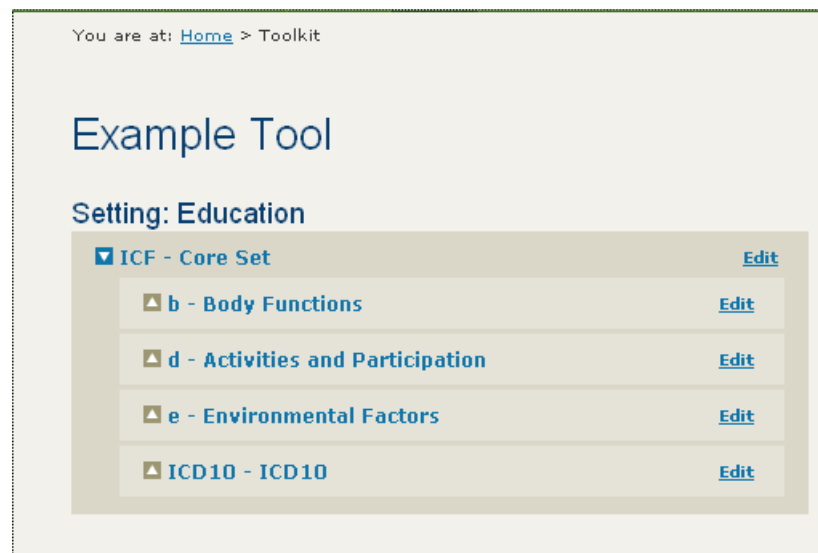 You are at: Home > Toolkit
Example Tool
Setting: Education
ICF - Core Set Edit
b - Body Functions Edit
d - Activities and Participation Edit
e - Environmental Factors Edit
ICD10 - ICD10 Edit